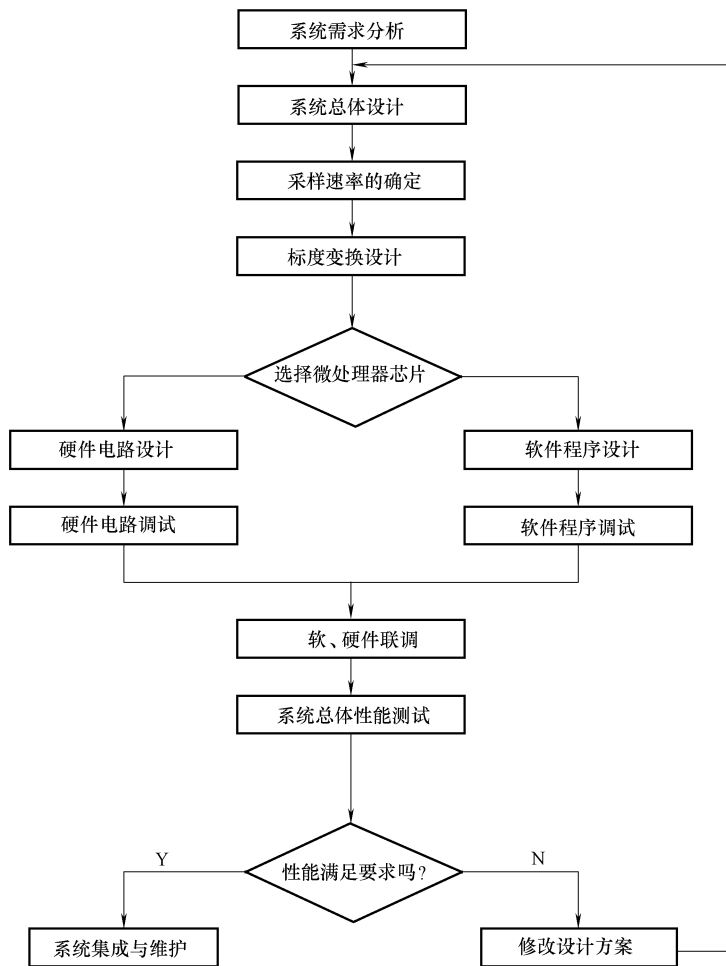 系统需求分析
系统总体设计
采样速率的确定
标度变换设计
选择微处理器芯片
硬件电路设计
软件程序设计
硬件电路调试
软件程序调试
软、硬件联调
系统总体性能测试
性能满足要求吗?
Y
N
系统集成与维护
修改设计方案